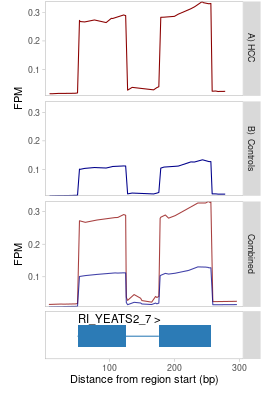 0.3
0.2
0.1
FPM
A) HCC
0.3
0.2
0.1
B) Controls
0.3
0.2
0.1
FPM
Combined
RI_YEATS2_7 >
100
200
300
Distance from region start (bp)